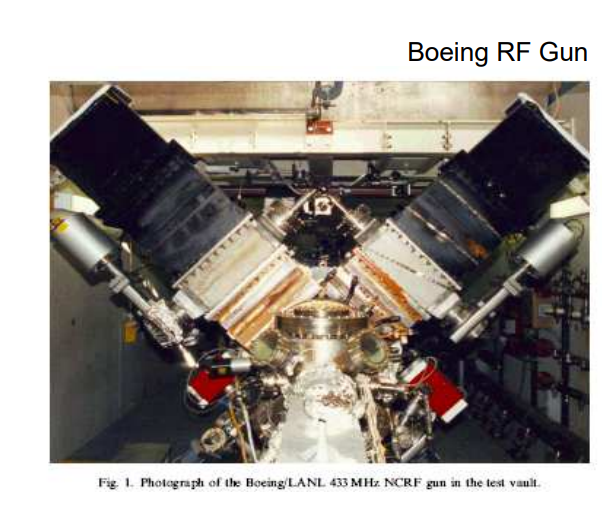 Boeing RF Gun
Fig. 1. Photograph of the Boeing/LANL 433 MHz NCRF gun in the test vault.